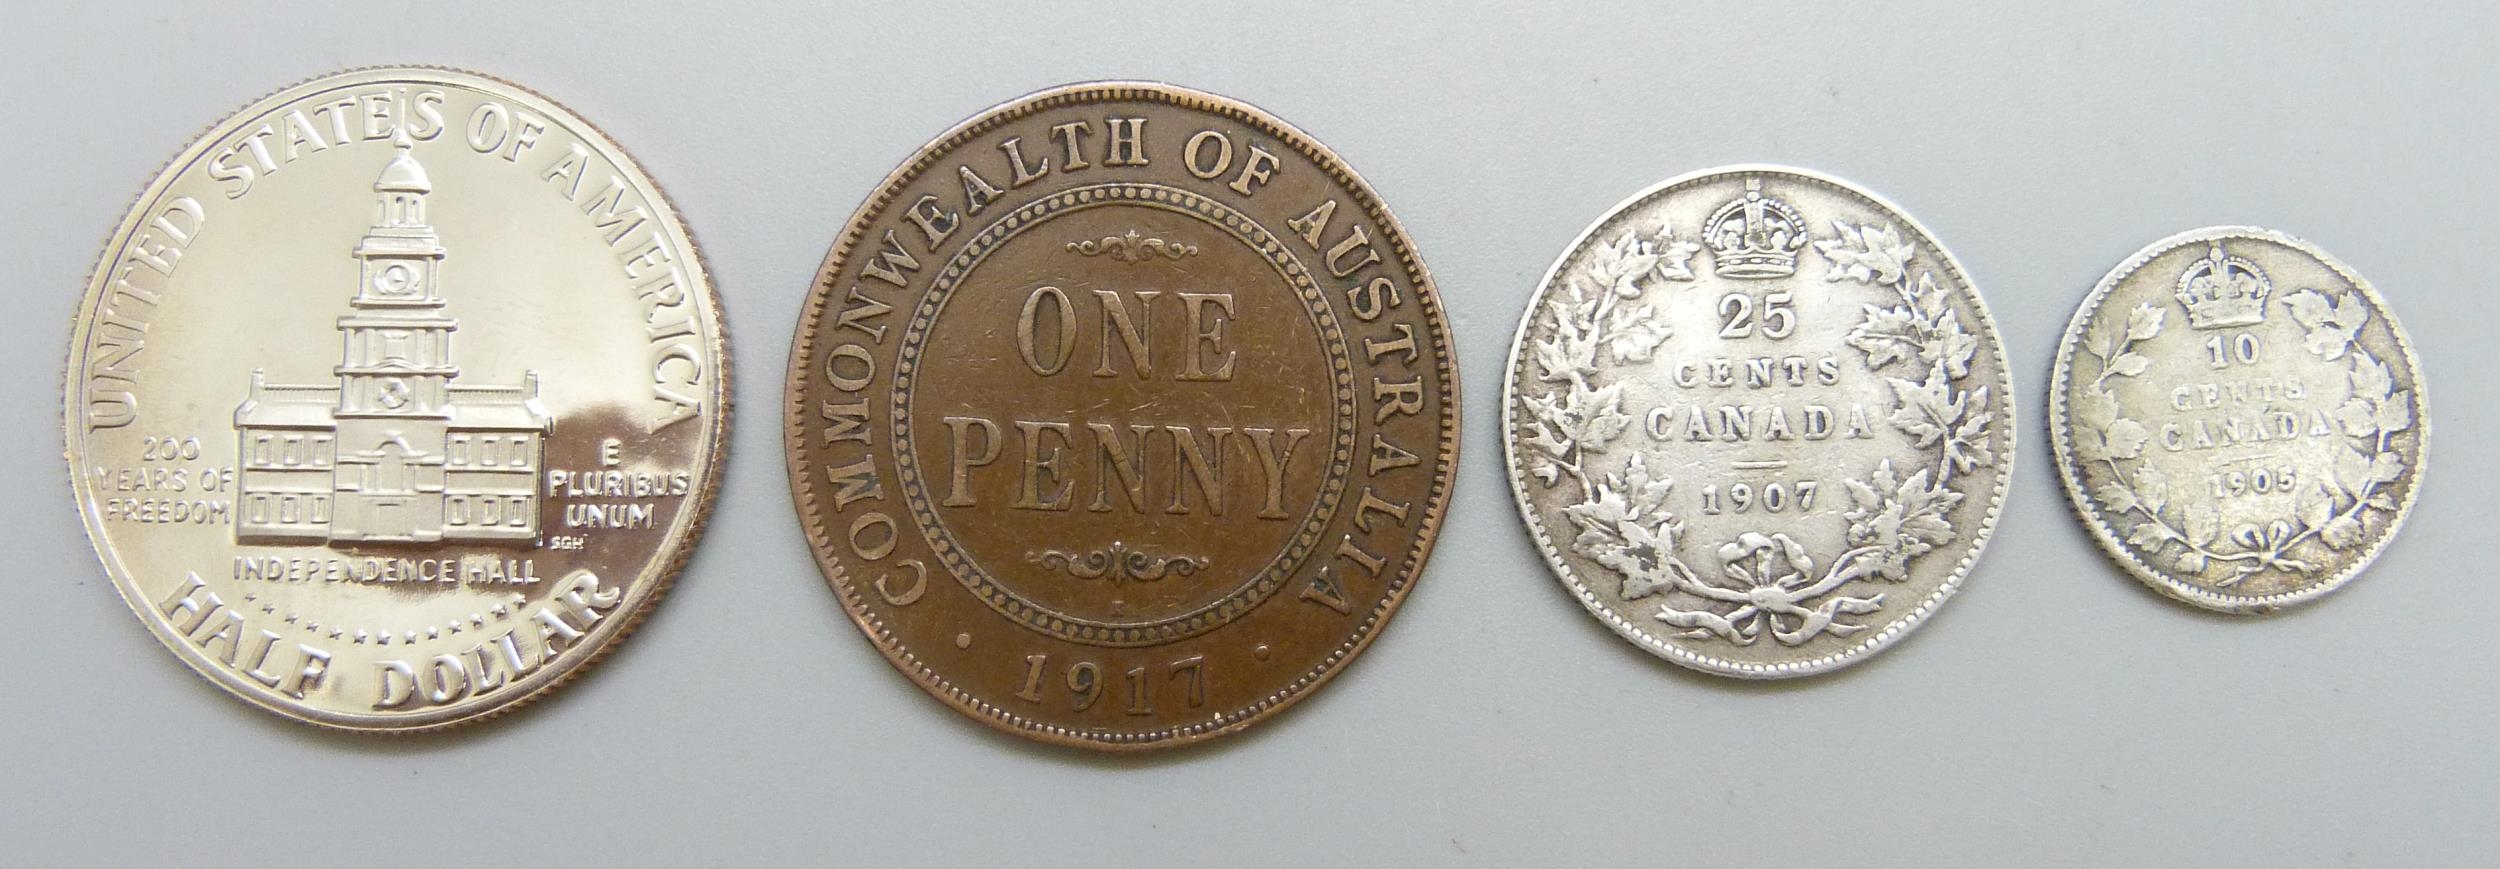 UNITED STATES OF AMERICA
200
YEARS OF
FREEDOM
E
PLURIBUS
UNUM
SGH
INDEPENDENCE HALL
HALF DOLLAR
COMMONWEALTH OF AUSTRALIA
ONE
PENNY
I
1917
25
CENTS
CANADA
1907
10
CENTS
CANADA
1905